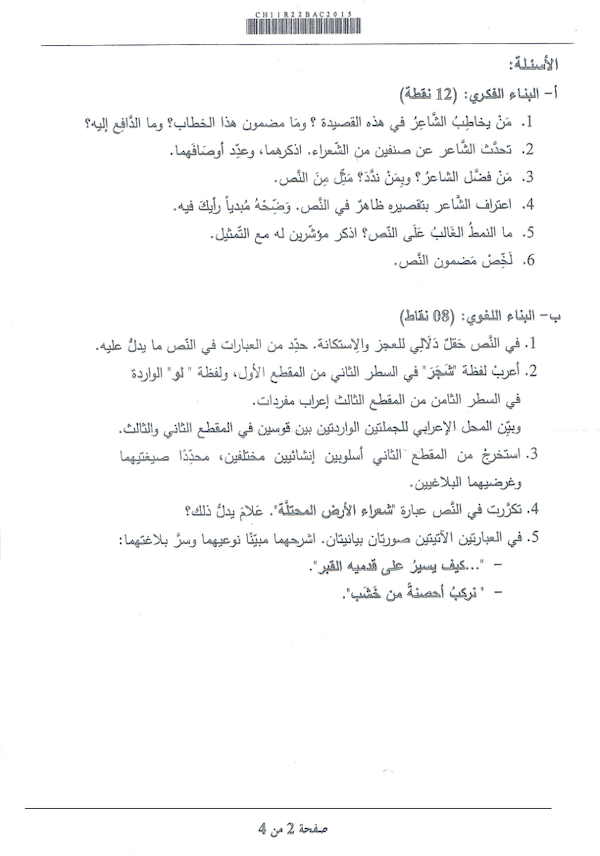 CH11R22BAC2015
الأسئلة:
أ- البناء الفكري: (12 نقطة)
1. مَنْ يخاطِبُ الشَّاعِرُ في هذه القصيدة ؟ ومَا مضمون هذا الخطاب؟ وما الدَّافِع إليه؟
2. تحدَّث الشَّاعر عن صنفين من الشّعراء. اذكرهما، وعدِّد أوصَافَهما.
3. مَنْ فضَّل الشاعرُ؟ وبِمَنْ ندَّدَ؟ مَثِّل مِنَ النَّص.
4. اعتراف الشَّاعر بتقصيره ظاهرٌ في النَّص. وَضِّحْهُ مُبدياً رأيكَ فيه.
5. ما النمطُ الغَالبُ عَلَى النّص؟ اذكر مؤشّرين له مع التّمثيل.
6. لَخِّصْ مَضمون النَّص.
ب- البناء اللغوي: (08 نقاط)
1. في النَّص حَقلٌ دَلَالِي للعجز والإستكانة. حدِّد من العبارات في النّص ما يدلُّ عليه.
2. أعربْ لفظة "شَجَرَ" في السطر الثاني من المقطع الأول، ولفظة " لو" الواردة
في السطر الثامن من المقطع الثالث إعراب مفردات.
وبيِّن المحل الإعرابي للجملتين الواردتين بين قوسين في المقطع الثاني والثالث.
3. استخرجْ من المقطع الثاني أسلوبين إنشائيين مختلفين، محدِّدًا صيغتيهما
وغرضيهما البلاغيين.
4. تكرَّرت في النَّص عبارة "شعراء الأرض المحتلَّة". عَلامَ يدلُّ ذلك؟
5. في العبارتين الآتيتين صورتان بيانيتان. اشرحهما مبيّنًا نوعيهما وسرَّ بلاغتهما:
- "...كيف يسيرُ على قدميه القبر".
- " نركبُ أحصنةً من خَشَب".
صفحة 2 من 4